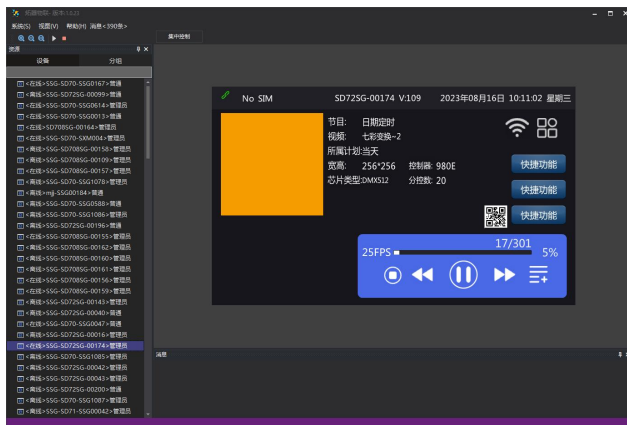 系统(S) 视图(V) 帮助(H) 消息<390条>
集中控制
资源
设备 分组
<在线>SSG-SD70-SSG0167>普通
<离线>SSG-SD72SG-00099>普通
<在线>SSG-SD70-SSG0614>管理员
<离线>SSG-SD70-SSG0013>普通
<在线>SD708SG-00164>管理员
<在线>SSG-SD70-SXM004>管理员
<离线>SSG-SD708SG-00158>管理员
<离线>SSG-SD708SG-00109>管理员
<离线>SSG-SD708SG-00157>普通
<在线>SSG-SD70-SSG1078>管理员
<离线>mjj-SSG00184>普通
<离线>SSG-SD70-SSG0588>普通
<离线>SSG-SD70-SSG1086>管理员
<离线>SSG-SD72SG-00196>普通
<在线>SSG-SD708SG-00155>管理员
<离线>SSG-SD708SG-00162>管理员
<离线>SSG-SD708SG-00160>管理员
<离线>SSG-SD708SG-00161>管理员
<在线>SSG-SD708SG-00156>管理员
<离线>SSG-SD708SG-00159>管理员
<离线>SSG-SD72SG-00143>管理员
<离线>SSG-SD72SG-00040>普通
<在线>SSG-SD70-SSG0047>普通
<离线>SSG-SD72SG-00016>管理员
<在线>SSG-SD72SG-00174>管理员
<离线>SSG-SD70-SSG1085>管理员
<离线>SSG-SD72SG-00042>管理员
<离线>SSG-SD72SG-00043>管理员
<离线>SSG-SD72SG-00200>普通
<离线>SSG-SD70-SSG1087>管理员
<离线>SSG-SD71-SSG00042>管理员
No SIM SD72SG-00174 V:109 2023年08月16日 10:11:02 星期三
节目: 日期定时
视频: 七彩变换~2
所属计划:当天
宽高: 256*256 控制器: 980E
芯片类型:DMX512 分控数: 20
快捷功能
快捷功能
快捷功能
25FPS 17/301 5%
消息